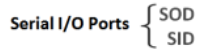 Serial I/O Ports { SOD
SID